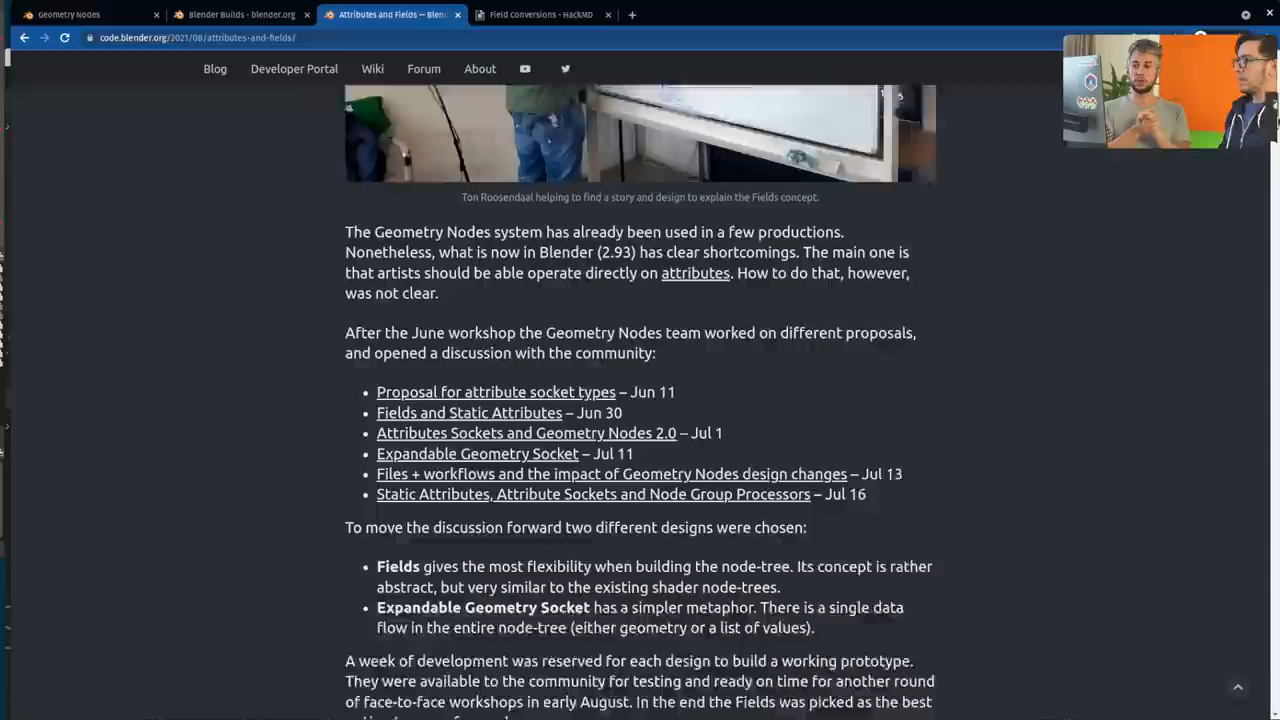 Geometry Nodes
Blender Builds - blender.org
Attributes and Fields — Blen
Field Conversions - HackMD
code.blender.org/2021/08/attributes-and-fields/
Blog Developer Portal Wiki Forum About
Ton Roosendaal helping to find a story and design to explain the Fields concept.
The Geometry Nodes system has already been used in a few productions.
Nonetheless, what is now in Blender (2.93) has clear shortcomings. The main one is
that artists should be able operate directly on attributes. How to do that, however,
was not clear.
After the June workshop the Geometry Nodes team worked on different proposals,
and opened a discussion with the community:
• Proposal for attribute socket types – Jun 11
• Fields and Static Attributes – Jun 30
• Attributes Sockets and Geometry Nodes 2.0 – Jul 1
• Expandable Geometry Socket – Jul 11
• Files + workflows and the impact of Geometry Nodes design changes – Jul 13
• Static Attributes, Attribute Sockets and Node Group Processors – Jul 16
To move the discussion forward two different designs were chosen:
• Fields gives the most flexibility when building the node-tree. Its concept is rather
abstract, but very similar to the existing shader node-trees.
• Expandable Geometry Socket has a simpler metaphor. There is a single data
flow in the entire node-tree (either geometry or a list of values).
A week of development was reserved for each design to build a working prototype.
They were available to the community for testing and ready on time for another round
of face-to-face workshops in early August. In the end the Fields was picked as the best